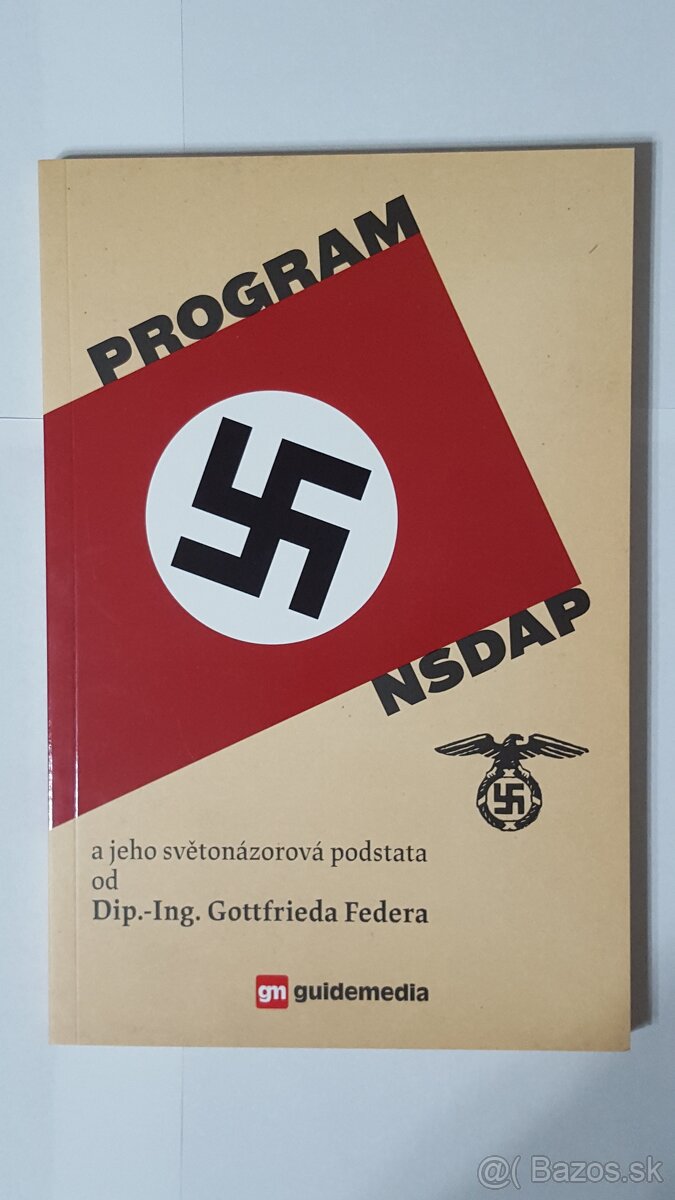 PROGRAM
NSDAP
a jeho světonázorová podstata
od
Dip.-Ing. Gottfrieda Federa
gm guidemedia
@( Bazos.sk